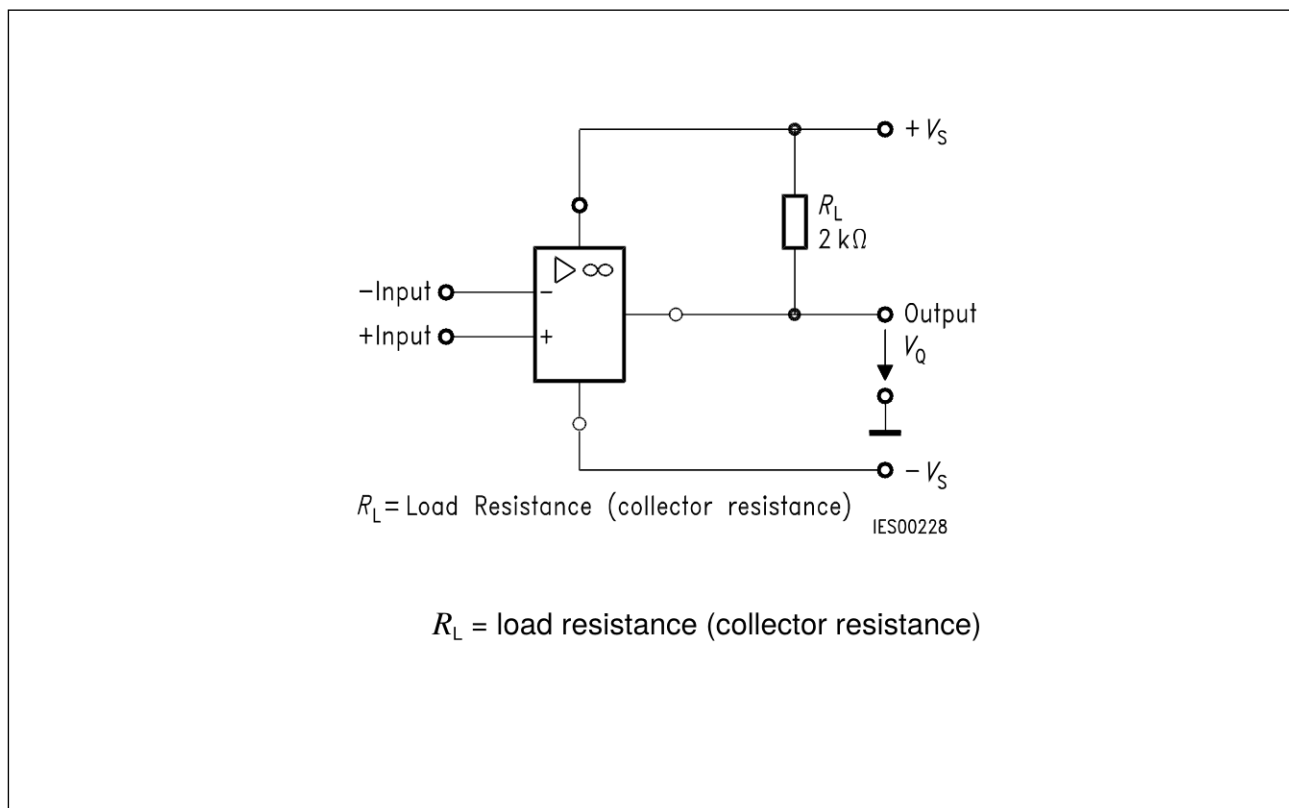 + V_S
R_L
2 kΩ
▷ ∞
−Input
−
+Input
+
Output
V_Q
− V_S
R_L = Load Resistance (collector resistance)
IES00228
R_L = load resistance (collector resistance)